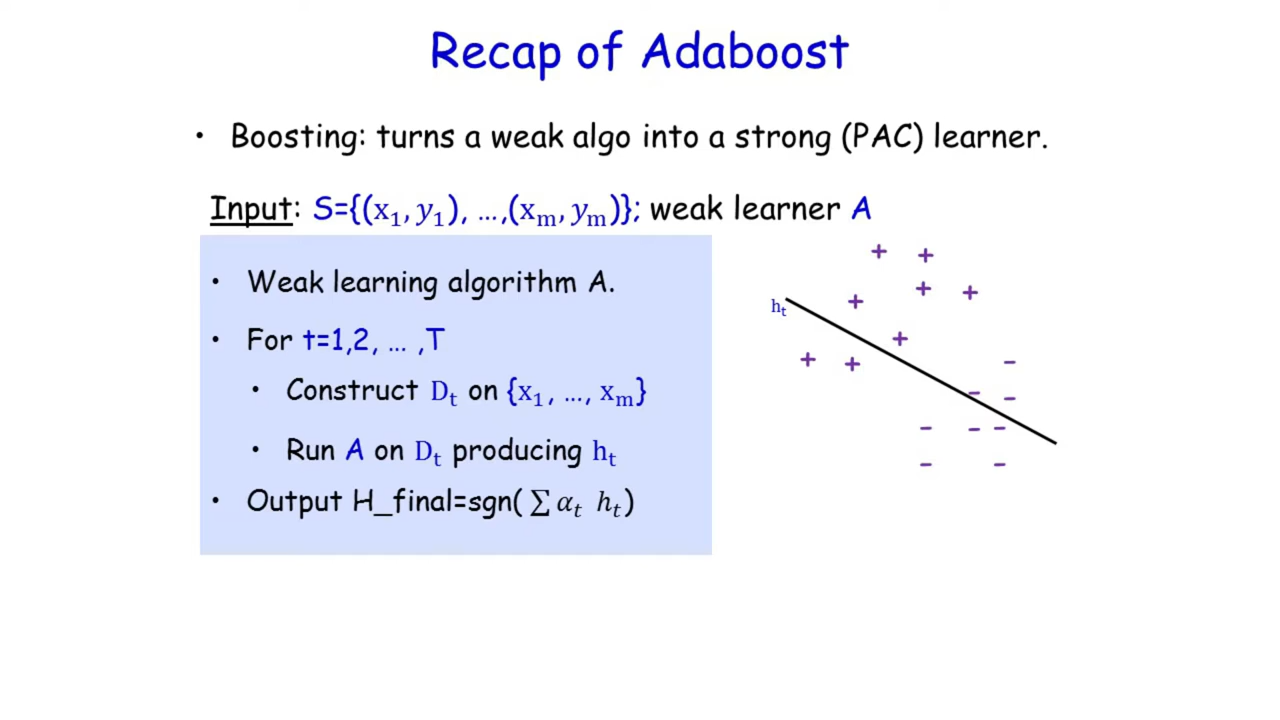 Recap of Adaboost
• Boosting: turns a weak algo into a strong (PAC) learner.
Input: S={(x₁, y₁), …,(xₘ, yₘ)}; weak learner A
• Weak learning algorithm A.
• For t=1,2, … ,T
• Construct Dₜ on {x₁, …, xₘ}
• Run A on Dₜ producing hₜ
• Output H_final=sgn( ∑ αₜ hₜ)
hₜ